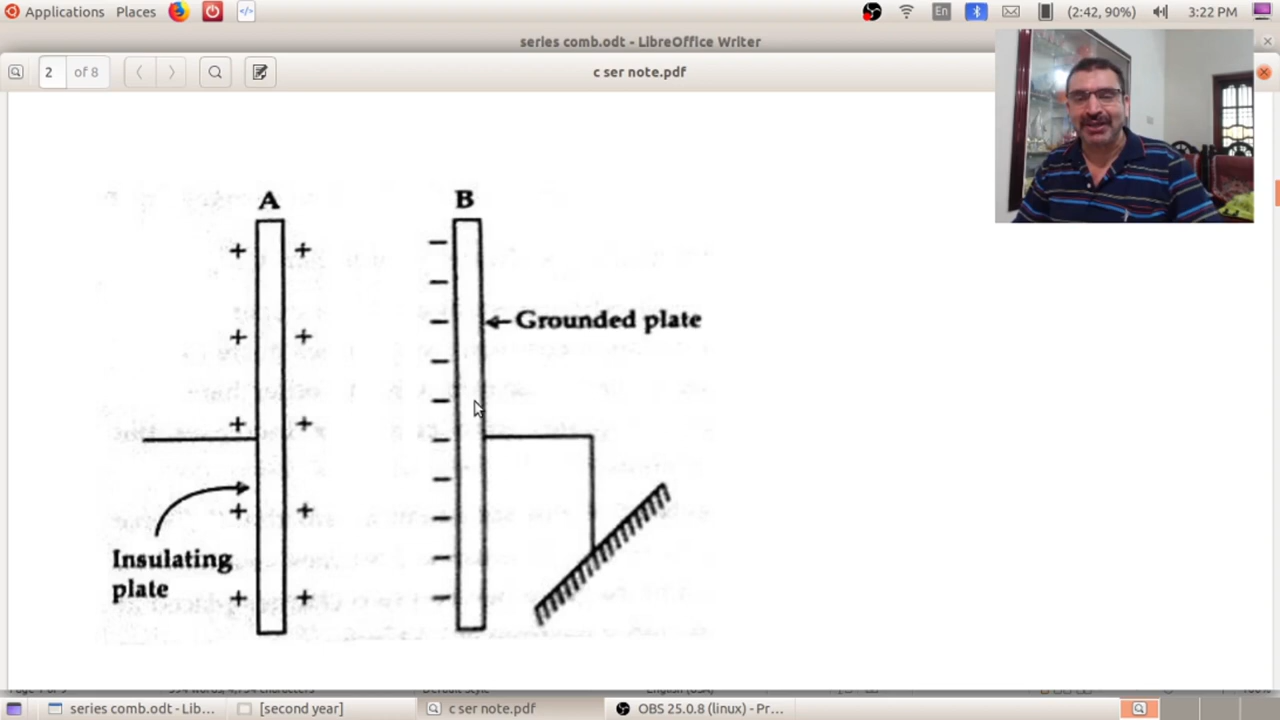 Applications Places En (2:42, 90%) 3:22 PM
series comb.odt - LibreOffice Writer
2 of 8 c ser note.pdf
A B
+ + −
−
Grounded plate
−
+ + −
−
+ + −
−
+ + −
−
Insulating
plate
+ + −
series comb.odt - Lib... [second year] c ser note.pdf OBS 25.0.8 (linux) - Pr...